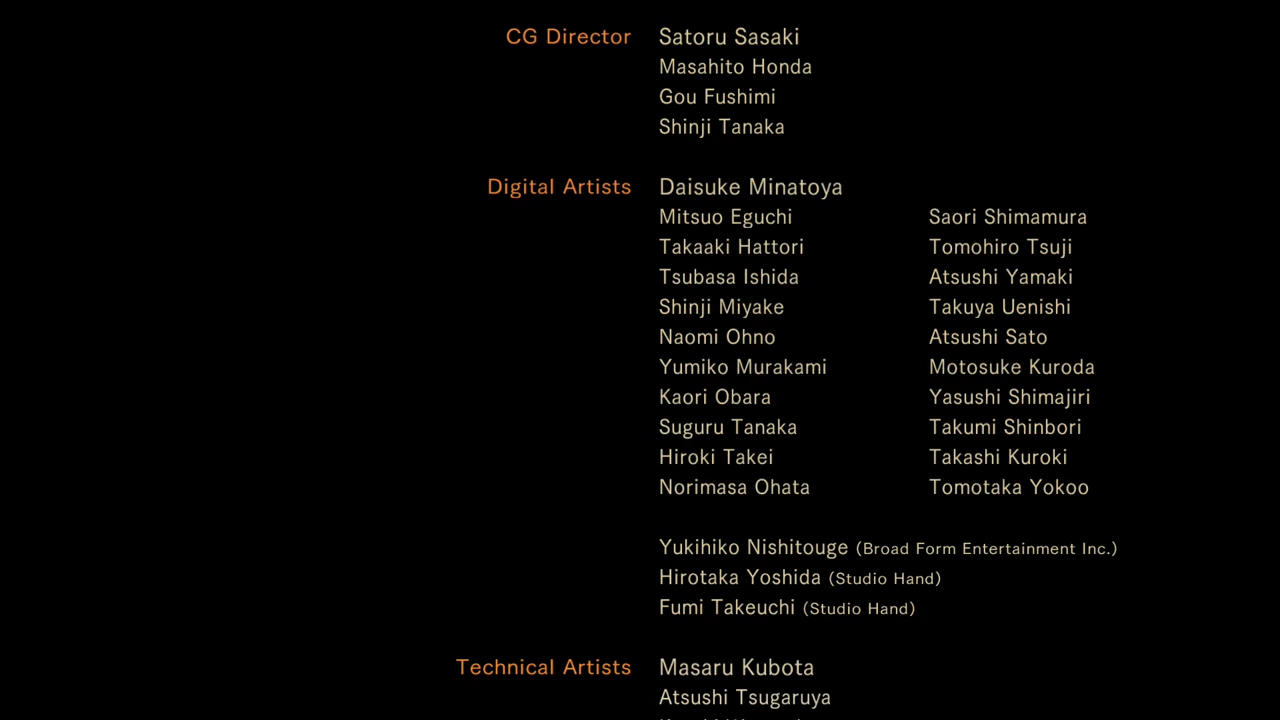 CG Director Satoru Sasaki
Masahito Honda
Gou Fushimi
Shinji Tanaka
Digital Artists Daisuke Minatoya
Mitsuo Eguchi Saori Shimamura
Takaaki Hattori Tomohiro Tsuji
Tsubasa Ishida Atsushi Yamaki
Shinji Miyake Takuya Uenishi
Naomi Ohno Atsushi Sato
Yumiko Murakami Motosuke Kuroda
Kaori Obara Yasushi Shimajiri
Suguru Tanaka Takumi Shinbori
Hiroki Takei Takashi Kuroki
Norimasa Ohata Tomotaka Yokoo
Yukihiko Nishitouge (Broad Form Entertainment Inc.)
Hirotaka Yoshida (Studio Hand)
Fumi Takeuchi (Studio Hand)
Technical Artists Masaru Kubota
Atsushi Tsugaruya